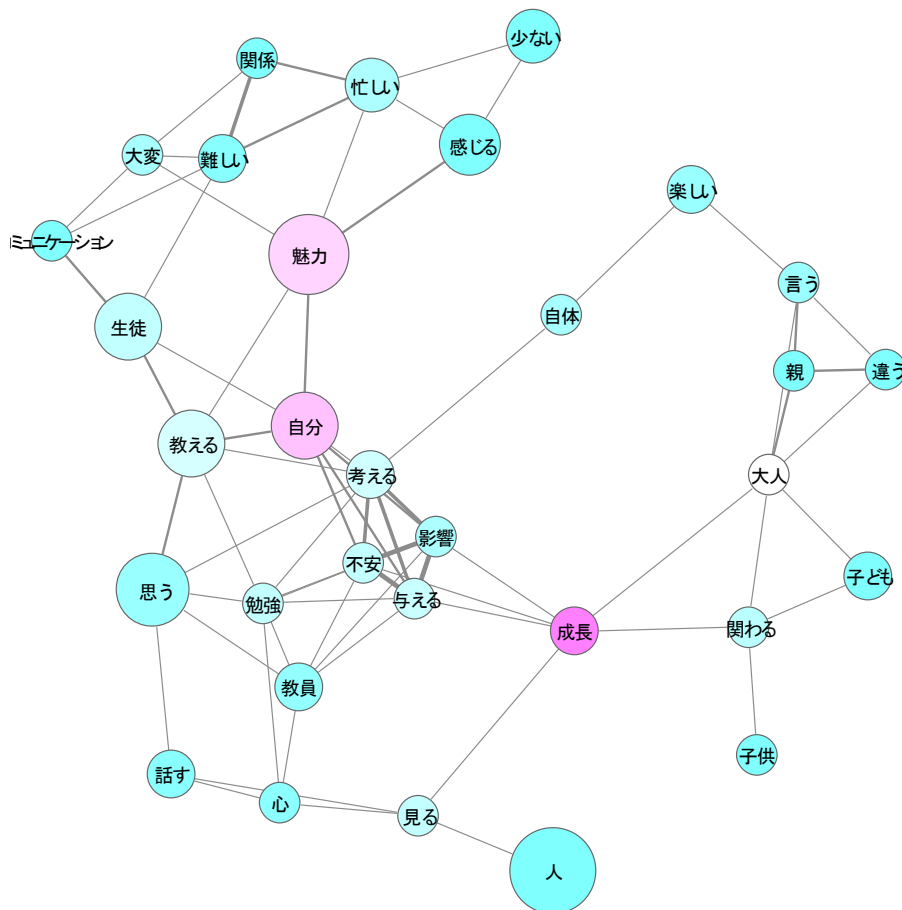 少ない
関係
忙しい
感じる
大変
難しい
楽しい
ミュニケーション
魅力
言う
自体
生徒
親
違う
自分
教える
考える
大人
影響
不安
子ども
思う
勉強
与える
成長
関わる
教員
子供
話す
心
見る
人